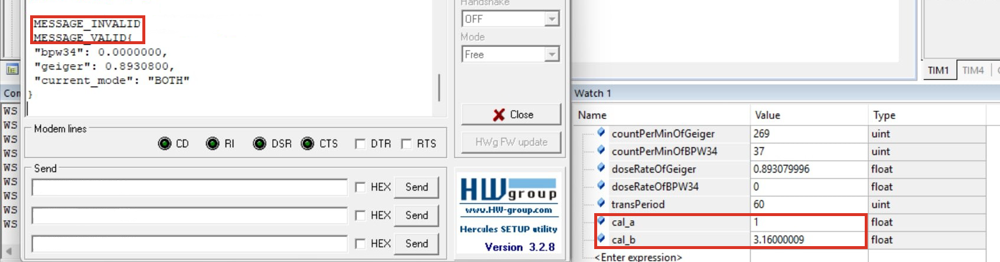 Handshake
OFF
Mode
Free
Close
HWg FW update
MESSAGE_INVALID
MESSAGE_VALID{
"bpw34": 0.0000000,
"geiger": 0.8930800,
"current_mode": "BOTH"
}
Modem lines
CD RI DSR CTS DTR RTS
Send
HEX Send
HEX Send
HEX Send
HWgroup
www.HW-group.com
Hercules SETUP utility
Version 3.2.8
WS
WS
WS
WS
WS
WS
WS
WS
WS
TIM1 TIM4
Watch 1
Name Value Type
countPerMinOfGeiger 269 uint
countPerMinOfBPW34 37 uint
doseRateOfGeiger 0.893079996 float
doseRateOfBPW34 0 float
transPeriod 60 uint
cal_a 1 float
cal_b 3.16000009 float
<Enter expression>